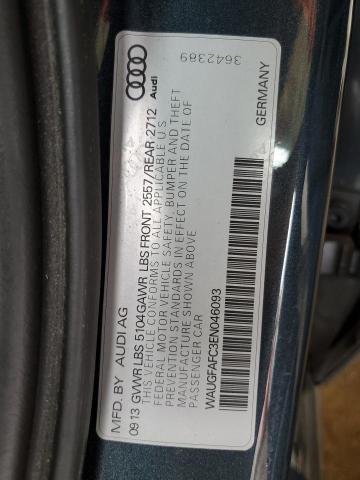 MFD. BY AUDI AG
09 13 GVWR LBS 5104 GAWR LBS FRONT 2557/REAR 2712
THIS VEHICLE CONFORMS TO ALL APPLICABLE U.S
FEDERAL MOTOR VEHICLE SAFETY, BUMPER AND THEFT
PREVENTION STANDARDS IN EFFECT ON THE DATE OF
MANUFACTURE SHOWN ABOVE
PASSENGER CAR
WAUGFAFC3EN046093
GERMANY
Audi
3642389